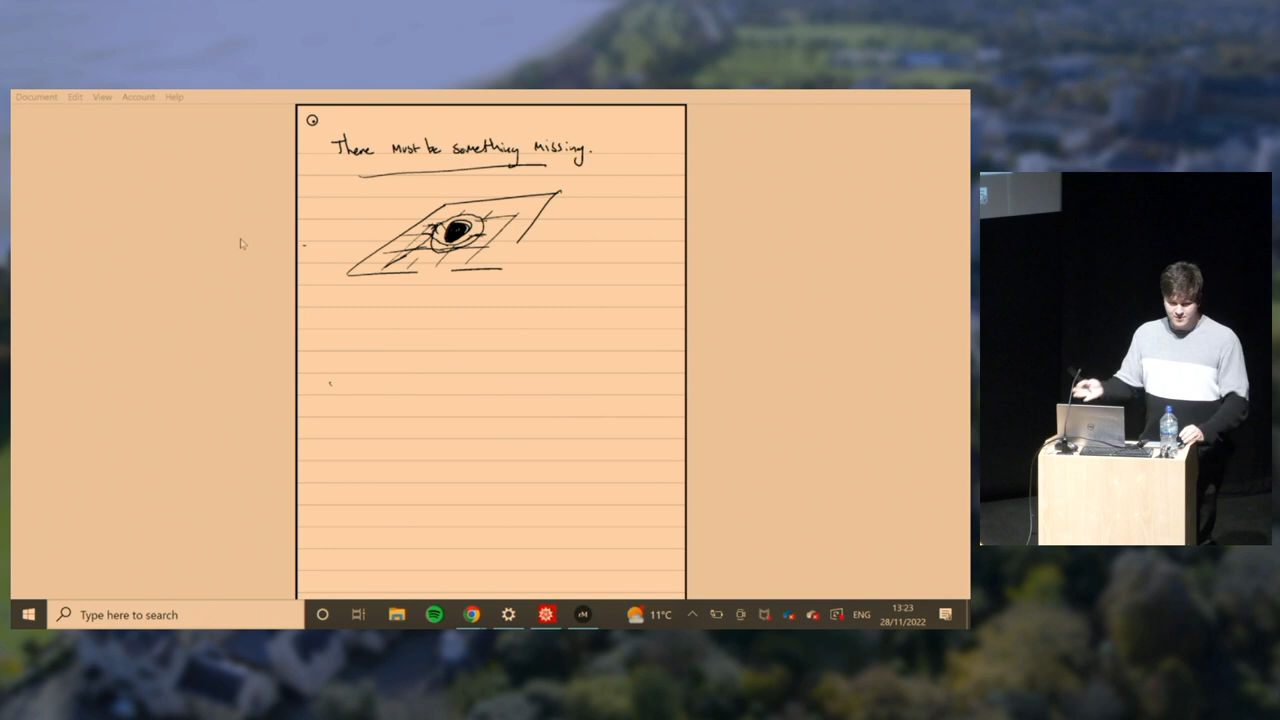 Document Edit View Account Help
There must be something missing.
Type here to search
rM
11°C
ENG
13:23
28/11/2022